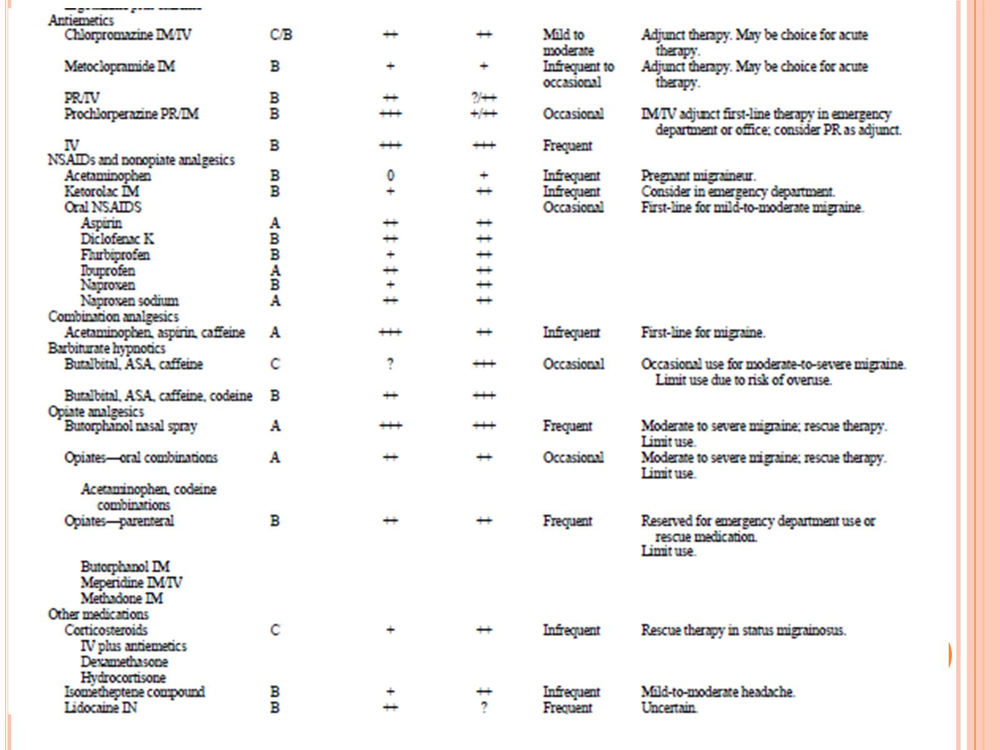 Antiemetics
Chlorpromazine IM/IV C/B ++ ++ Mild to Adjunct therapy. May be choice for acute
moderate therapy.
Metoclopramide IM B + + Infrequent to Adjunct therapy. May be choice for acute
occasional therapy.
PR/IV B ++ ?/++
Prochlorperazine PR/IM B +++ +/++ Occasional IM/IV adjunct first-line therapy in emergency
department or office; consider PR as adjunct.
IV B +++ +++ Frequent
NSAIDs and nonopiate analgesics
Acetaminophen B 0 + Infrequent Pregnant migraineur.
Ketorolac IM B + ++ Infrequent Consider in emergency department.
Oral NSAIDS Occasional First-line for mild-to-moderate migraine.
Aspirin A ++ ++
Diclofenac K B ++ ++
Flurbiprofen B + ++
Ibuprofen A ++ ++
Naproxen B + ++
Naproxen sodium A ++ ++
Combination analgesics
Acetaminophen, aspirin, caffeine A +++ ++ Infrequent First-line for migraine.
Barbiturate hypnotics
Butalbital, ASA, caffeine C ? +++ Occasional Occasional use for moderate-to-severe migraine.
Limit use due to risk of overuse.
Butalbital, ASA, caffeine, codeine B ++ +++
Opiate analgesics
Butorphanol nasal spray A +++ +++ Frequent Moderate to severe migraine; rescue therapy.
Limit use.
Opiates—oral combinations A ++ ++ Occasional Moderate to severe migraine; rescue therapy.
Limit use.
Acetaminophen, codeine
combinations
Opiates—parenteral B ++ ++ Frequent Reserved for emergency department use or
rescue medication.
Limit use.
Butorphanol IM
Meperidine IM/IV
Methadone IM
Other medications
Corticosteroids C + ++ Infrequent Rescue therapy in status migrainosus.
IV plus antiemetics
Dexamethasone
Hydrocortisone
Isometheptene compound B + ++ Infrequent Mild-to-moderate headache.
Lidocaine IN B ++ ? Frequent Uncertain.